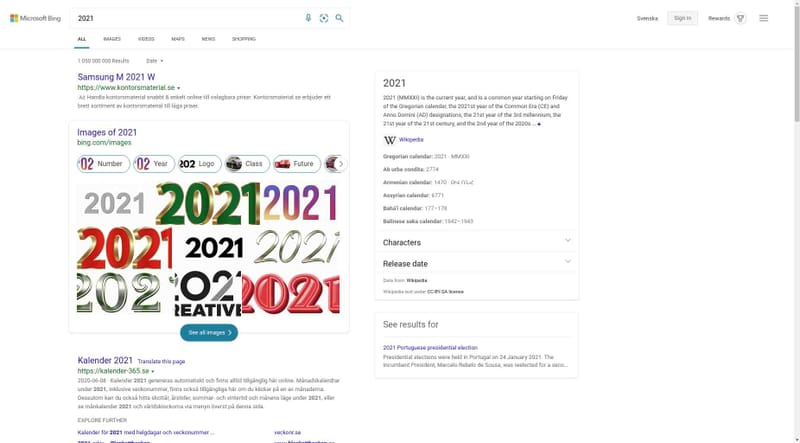 Microsoft Bing
2021
Svenska
Sign in
Rewards
ALL IMAGES VIDEOS MAPS NEWS SHOPPING
1 050 000 000 Results Date
Samsung M 2021 W
https://www.kontorsmaterial.se
Ad Handla kontorsmaterial snabbt & enkelt online till oslagbara priser. Kontorsmaterial.se erbjuder ett
brett sortiment av kontorsmaterial till låga priser.
Images of 2021
bing.com/images
Number Year Logo Class Future
2021 2021 2021
2021 2021 2021
2021 2021 2021
CREATIVE
See all images
Kalender 2021 Translate this page
https://kalender-365.se
2020-06-08 · Kalender 2021 genereras automatiskt och finns alltid tillgänglig här online. Månadskalendrar
under 2021, inklusive veckonummer, finns också tillgängliga här om du klickar på en av månaderna.
Dessutom kan du också hitta skottår, årstider, sommar- och vintertid och månens läge under 2021, eller
se månkalender 2021 och världsklockorna via menyn överst på denna sida.
EXPLORE FURTHER
Kalender för 2021 med helgdagar och veckonummer ...
veckonr.se
2021
2021 (MMXXI) is the current year, and is a common year starting on Friday
of the Gregorian calendar, the 2021st year of the Common Era (CE) and
Anno Domini (AD) designations, the 21st year of the 3rd millennium, the
21st year of the 21st century, and the 2nd year of the 2020s ...
W Wikipedia
Gregorian calendar: 2021 · MMXXI
Ab urbe condita: 2774
Armenian calendar: 1470 ·
Assyrian calendar: 6771
Bahá'í calendar: 177–178
Balinese saka calendar: 1942–1943
Characters
Release date
Data from: Wikipedia
Wikipedia text under CC-BY-SA license
See results for
2021 Portuguese presidential election
Presidential elections were held in Portugal on 24 January 2021. The
incumbent President, Marcelo Rebelo de Sousa, was reelected for a seco...